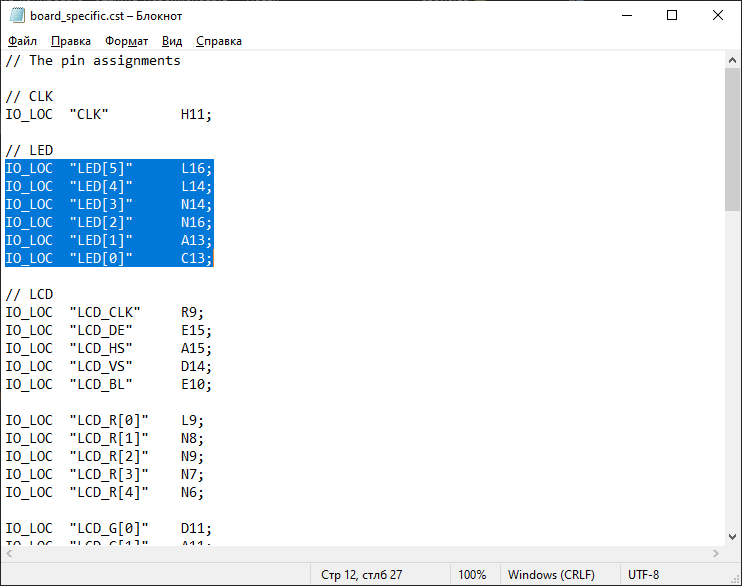 board_specific.cst – Блокнот
Файл Правка Формат Вид Справка
// The pin assignments
// CLK
IO_LOC "CLK" H11;
// LED
IO_LOC "LED[5]" L16;
IO_LOC "LED[4]" L14;
IO_LOC "LED[3]" N14;
IO_LOC "LED[2]" N16;
IO_LOC "LED[1]" A13;
IO_LOC "LED[0]" C13;
// LCD
IO_LOC "LCD_CLK" R9;
IO_LOC "LCD_DE" E15;
IO_LOC "LCD_HS" A15;
IO_LOC "LCD_VS" D14;
IO_LOC "LCD_BL" E10;
IO_LOC "LCD_R[0]" L9;
IO_LOC "LCD_R[1]" N8;
IO_LOC "LCD_R[2]" N9;
IO_LOC "LCD_R[3]" N7;
IO_LOC "LCD_R[4]" N6;
IO_LOC "LCD_G[0]" D11;
IO_LOC "LCD_G[1]" A11;
Стр 12, стлб 27 100% Windows (CRLF) UTF-8